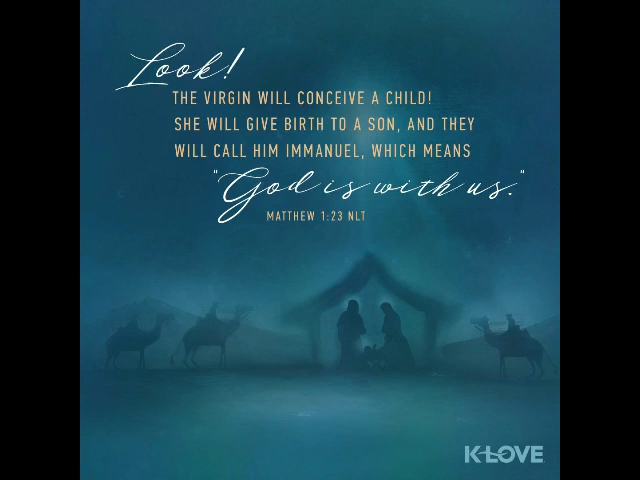 Look!
THE VIRGIN WILL CONCEIVE A CHILD!
SHE WILL GIVE BIRTH TO A SON, AND THEY
WILL CALL HIM IMMANUEL, WHICH MEANS
"God is with us."
MATTHEW 1:23 NLT
K-LOVE